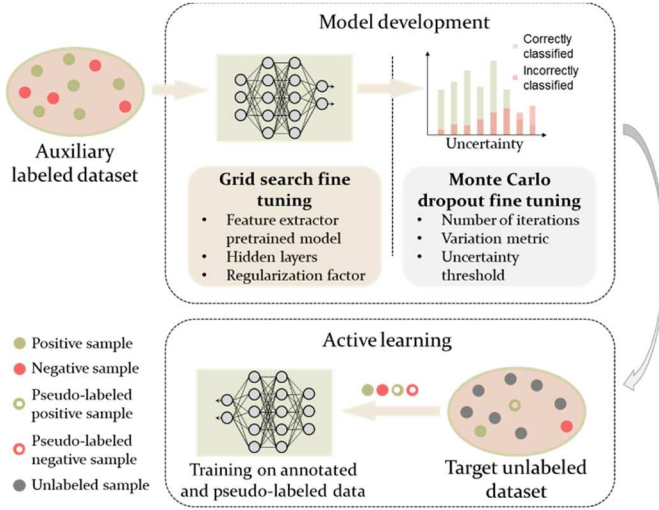 Model development
Correctly
classified
Incorrectly
classified
Uncertainty
Auxiliary
labeled dataset
Grid search fine
tuning
• Feature extractor
pretrained model
• Hidden layers
• Regularization factor
Monte Carlo
dropout fine tuning
• Number of iterations
• Variation metric
• Uncertainty
threshold
Active learning
Positive sample
Negative sample
Pseudo-labeled
positive sample
Pseudo-labeled
negative sample
Unlabeled sample
Training on annotated
and pseudo-labeled data
Target unlabeled
dataset